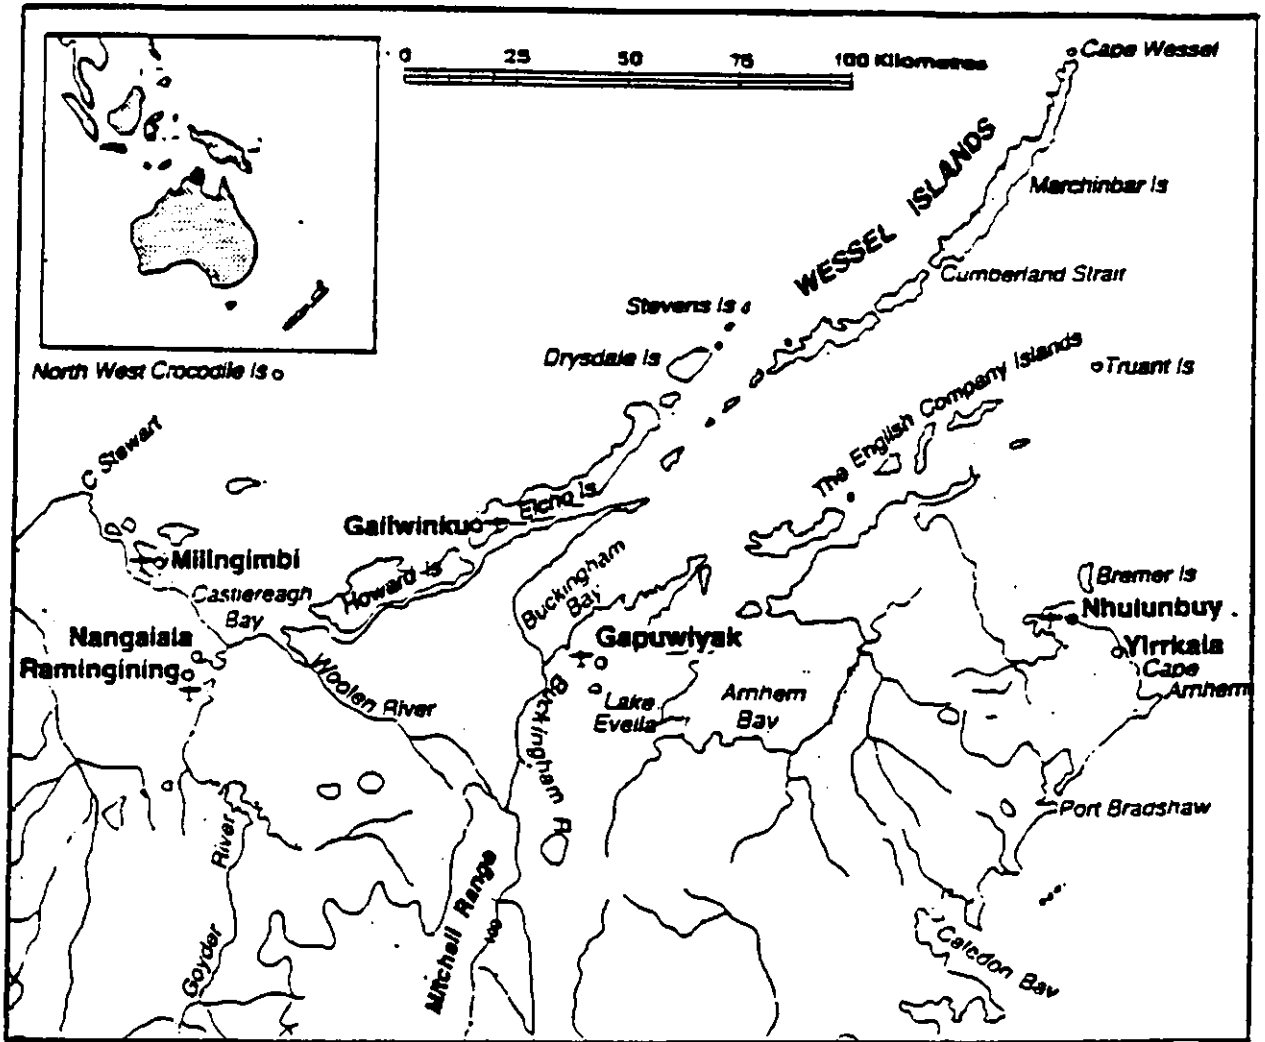 0 25 50 75 100 Kilometres
Cape Wessel
WESSEL ISLANDS
Marchinbar Is
Cumberland Strait
Stevens Is
Drysdale Is
North West Crocodile Is
Truant Is
The English Company Islands
C Stewart
Elcho Is
Galiwinku
Milingimbi
Howard Is
Castlereagh
Bay
Buckingham
Bay
Bremer Is
Nhulunbuy
Nangalala
Ramingining
Gapuwiyak
Yirrkala
Cape
Arnhem
Woolen River
Buckingham R
Lake
Evella
Arnhem
Bay
Port Bradshaw
Goyder River
Mitchell Range
100
Caledon Bay